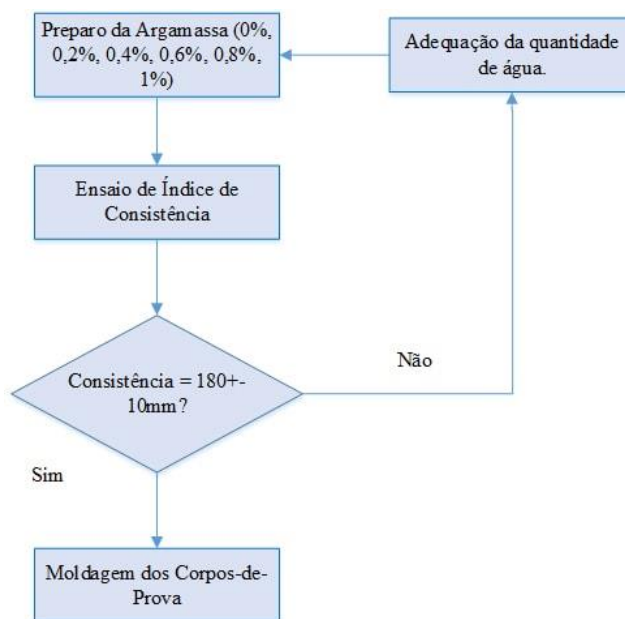 Preparo da Argamassa (0%,
0,2%, 0,4%, 0,6%, 0,8%,
1%)
Adequação da quantidade
de água.
Ensaio de Índice de
Consistência
Consistência = 180+-
10mm?
Não
Sim
Moldagem dos Corpos-de-
Prova